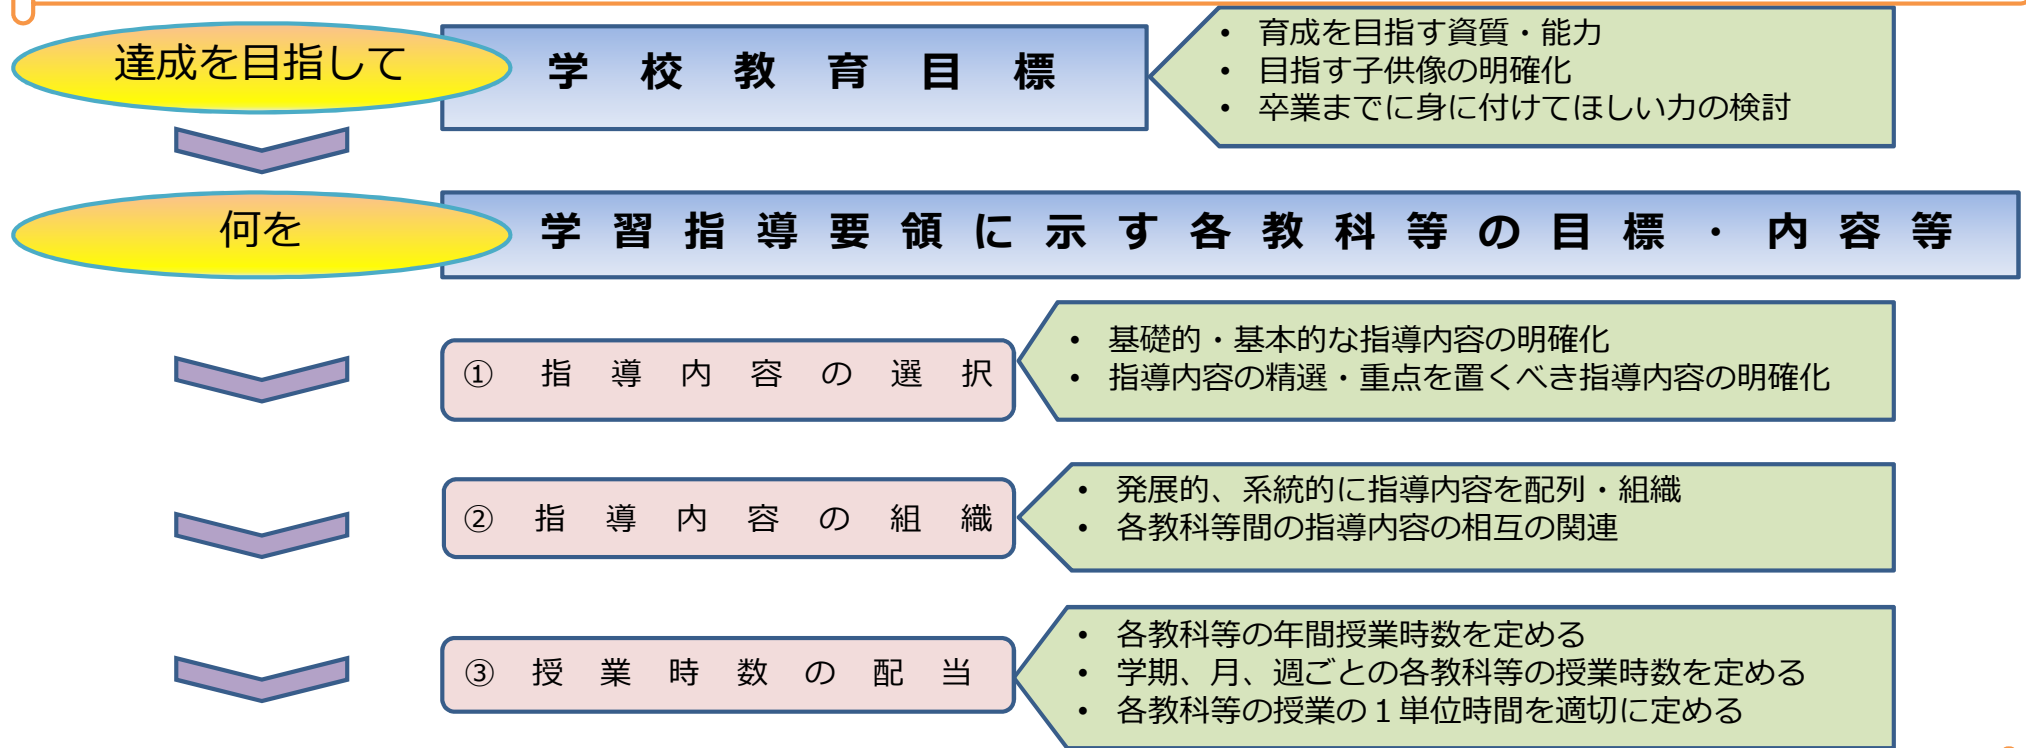 達成を目指して
学校教育目標
• 育成を目指す資質・能力
• 目指す子供像の明確化
• 卒業までに身に付けてほしい力の検討
何を
学習指導要領に示す各教科等の目標・内容等
① 指導内容の選択
• 基礎的・基本的な指導内容の明確化
• 指導内容の精選・重点を置くべき指導内容の明確化
② 指導内容の組織
• 発展的、系統的に指導内容を配列・組織
• 各教科等間の指導内容の相互の関連
③ 授業時数の配当
• 各教科等の年間授業時数を定める
• 学期、月、週ごとの各教科等の授業時数を定める
• 各教科等の授業の１単位時間を適切に定める